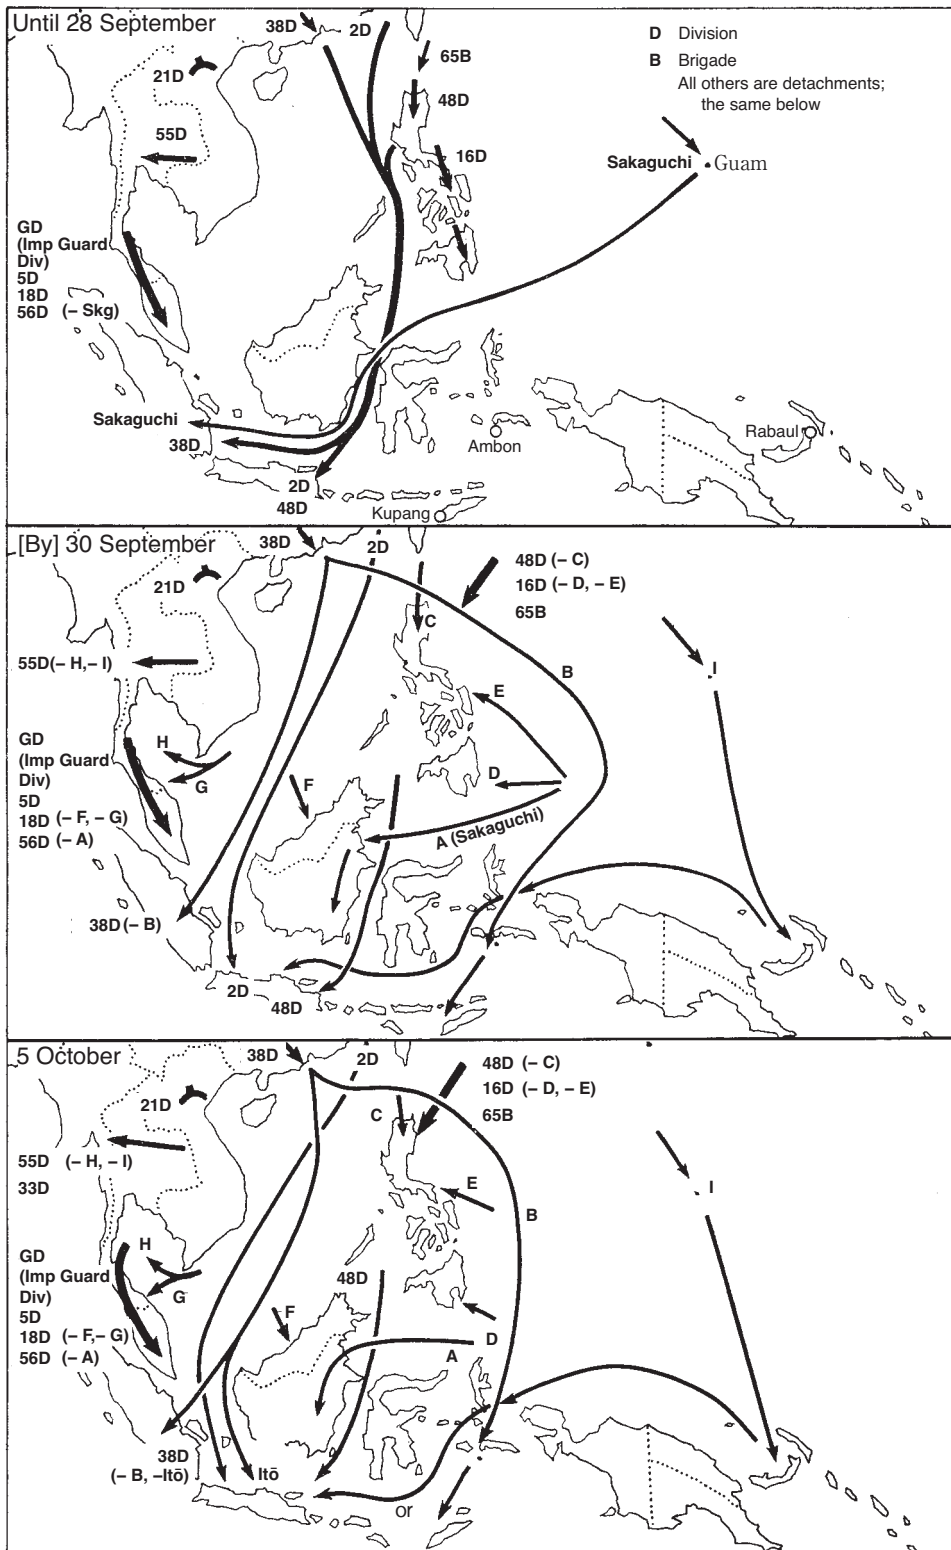 Until 28 September
38D
2D
D Division
B Brigade
All others are detachments;
the same below
65B
21D
48D
55D
16D
Sakaguchi
Guam
GD
(Imp Guard
Div)
5D
18D
56D (– Skg)
Sakaguchi
38D
Ambon
Rabaul
2D
48D
Kupang
[By] 30 September
38D
2D
48D (– C)
21D
16D (– D, – E)
65B
C
55D (– H, – I)
B
I
E
GD
(Imp Guard
Div)
5D
18D (– F, – G)
56D (– A)
H
G
F
D
A (Sakaguchi)
38D (– B)
2D
48D
5 October
38D
2D
48D (– C)
21D
16D (– D, – E)
C
65B
55D (– H, – I)
33D
E
I
B
GD
(Imp Guard
Div)
5D
18D (– F, – G)
56D (– A)
H
G
48D
F
D
A
38D
(– B, –Itō)
Itō
or